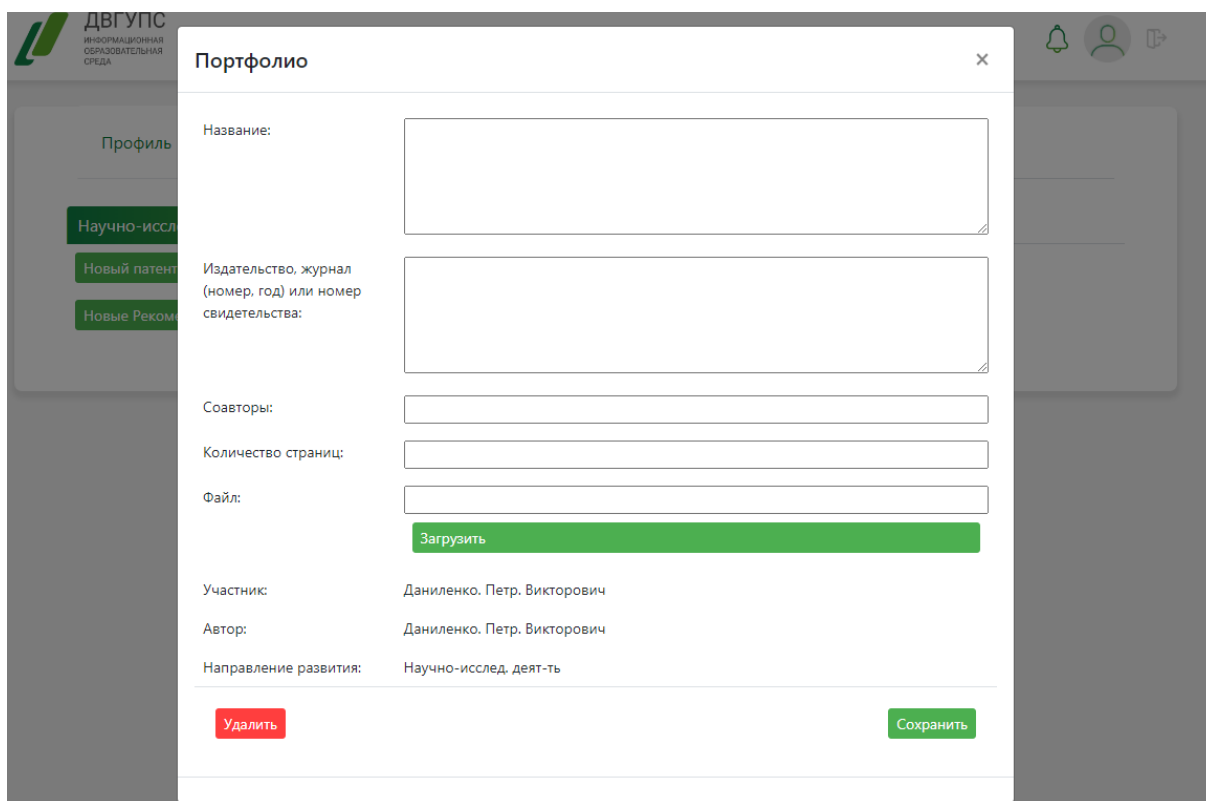 ДВГУПС
ИНФОРМАЦИОННАЯ
ОБРАЗОВАТЕЛЬНАЯ
СРЕДА
Портфолио
×
Профиль
Научно-иссл
Новый патент
Новые Рекоме
Название:
Издательство, журнал
(номер, год) или номер
свидетельства:
Соавторы:
Количество страниц:
Файл:
Загрузить
Участник: Даниленко. Петр. Викторович
Автор: Даниленко. Петр. Викторович
Направление развития: Научно-исслед. деят-ть
Удалить Сохранить